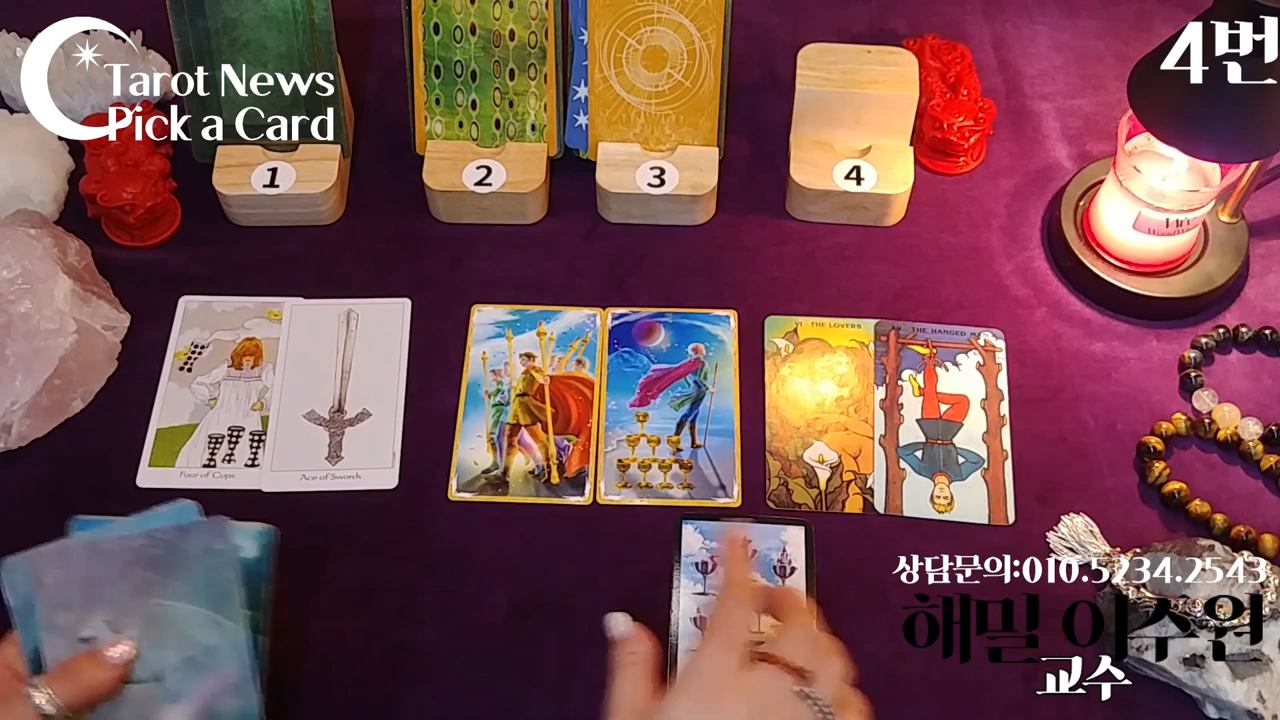 Tarot News
Pick a Card
4번
1
2
3
4
Four of Cups
Ace of Swords
VI - THE LOVERS
XII THE HANGED M
상담문의:010.5234.2543
해밀 이수원
교수